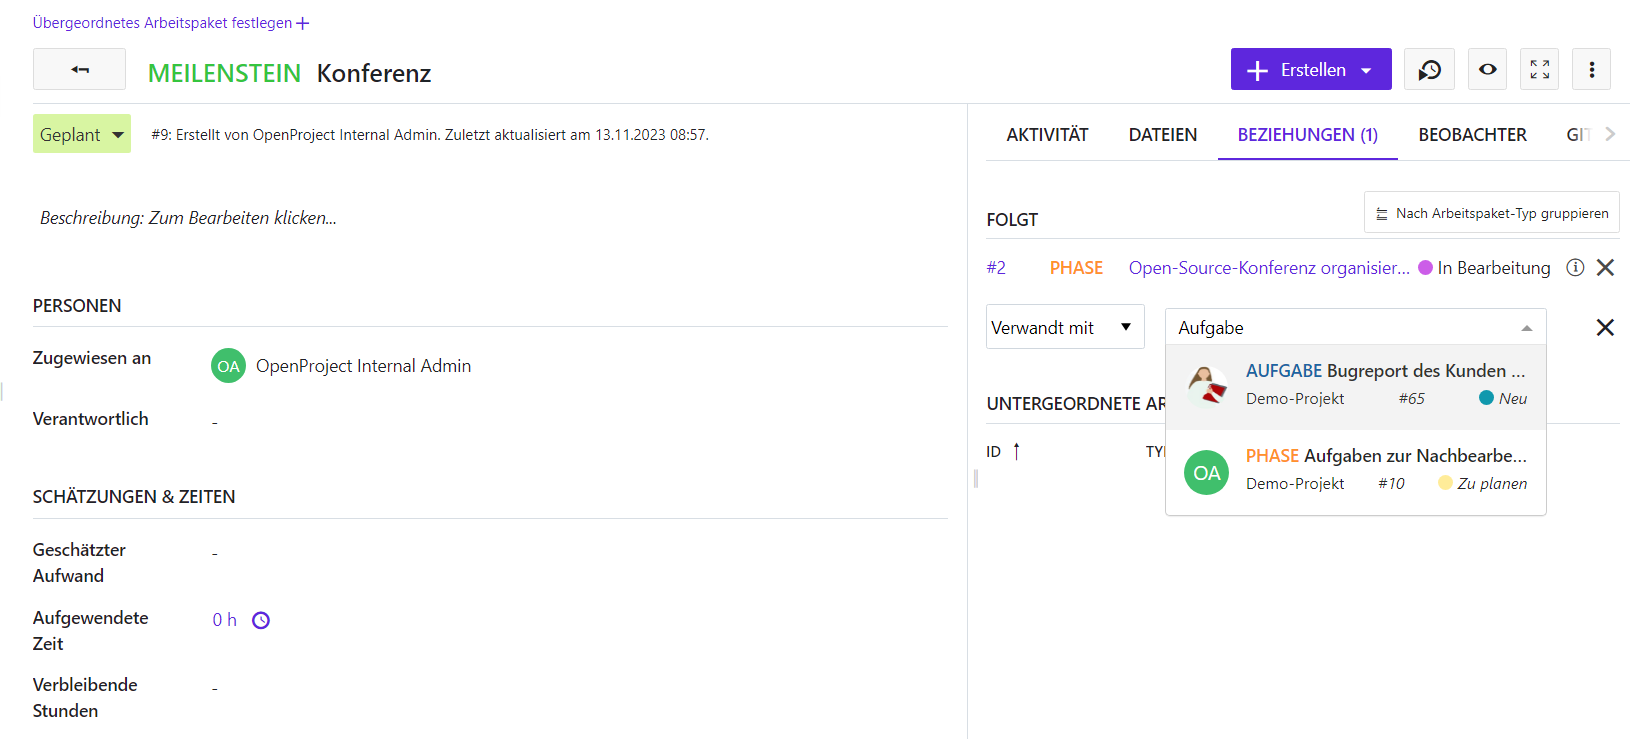 Übergeordnetes Arbeitspaket festlegen
MEILENSTEIN Konferenz
Erstellen
Geplant
#9: Erstellt von OpenProject Internal Admin. Zuletzt aktualisiert am 13.11.2023 08:57.
AKTIVITÄT DATEIEN BEZIEHUNGEN (1) BEOBACHTER GIT
Beschreibung: Zum Bearbeiten klicken...
FOLGT
Nach Arbeitspaket-Typ gruppieren
#2 PHASE Open-Source-Konferenz organisier... In Bearbeitung
PERSONEN
Verwandt mit
Aufgabe
Zugewiesen an
OA OpenProject Internal Admin
AUFGABE Bugreport des Kunden ...
Demo-Projekt #65 Neu
Verantwortlich
-
UNTERGEORDNETE AR
ID
TYP
OA
PHASE Aufgaben zur Nachbearbe...
Demo-Projekt #10 Zu planen
SCHÄTZUNGEN & ZEITEN
Geschätzter
Aufwand
-
Aufgewendete
Zeit
0 h
Verbleibende
Stunden
-